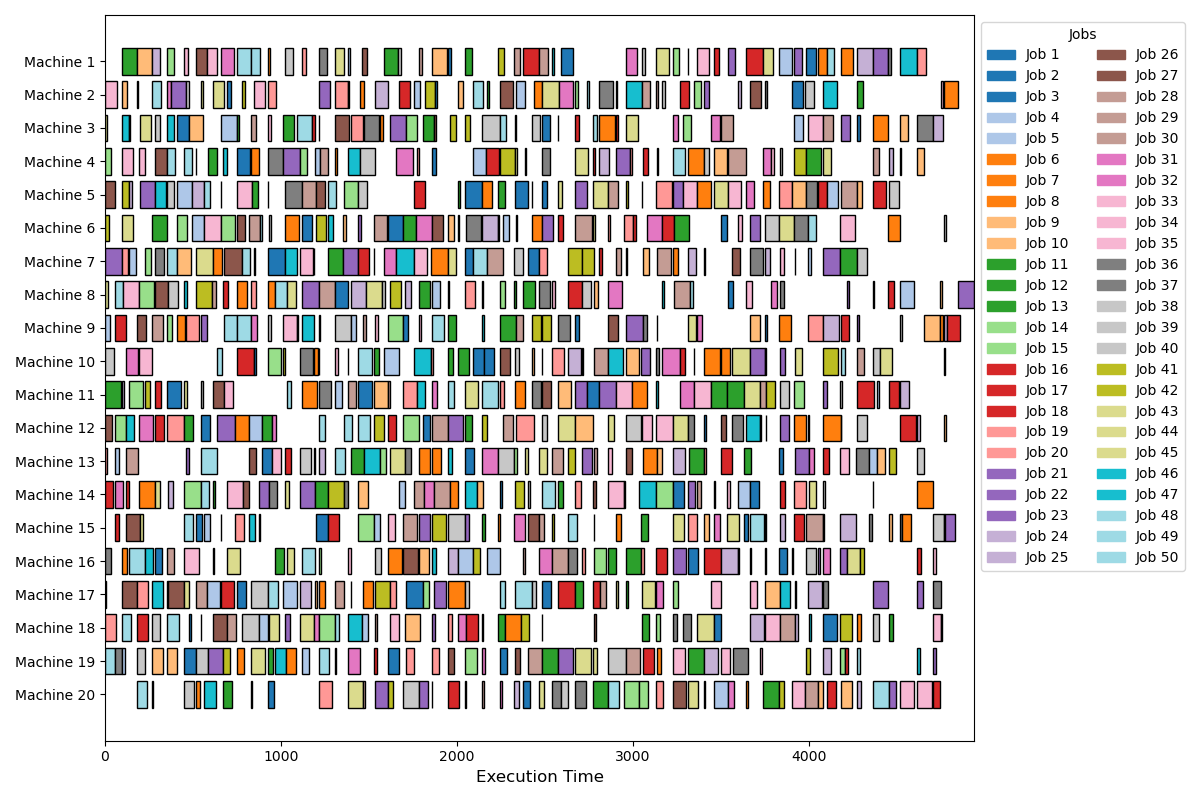 Machine 1
Machine 2
Machine 3
Machine 4
Machine 5
Machine 6
Machine 7
Machine 8
Machine 9
Machine 10
Machine 11
Machine 12
Machine 13
Machine 14
Machine 15
Machine 16
Machine 17
Machine 18
Machine 19
Machine 20
0 1000 2000 3000 4000
Execution Time
Jobs
Job 1 Job 26
Job 2 Job 27
Job 3 Job 28
Job 4 Job 29
Job 5 Job 30
Job 6 Job 31
Job 7 Job 32
Job 8 Job 33
Job 9 Job 34
Job 10 Job 35
Job 11 Job 36
Job 12 Job 37
Job 13 Job 38
Job 14 Job 39
Job 15 Job 40
Job 16 Job 41
Job 17 Job 42
Job 18 Job 43
Job 19 Job 44
Job 20 Job 45
Job 21 Job 46
Job 22 Job 47
Job 23 Job 48
Job 24 Job 49
Job 25 Job 50